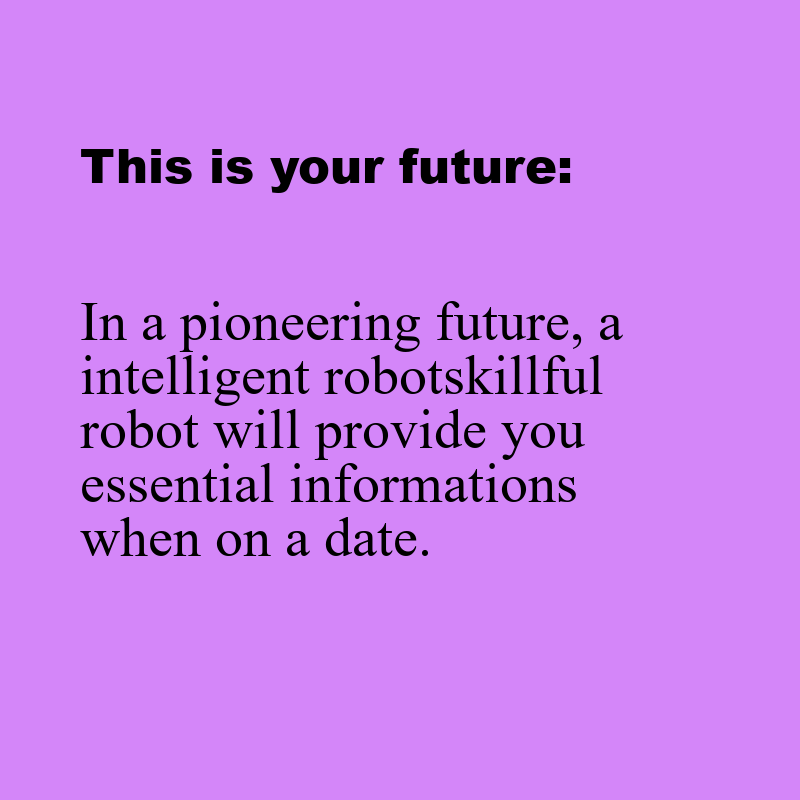 This is your future:
In a pioneering future, a
intelligent robotskillful
robot will provide you
essential informations
when on a date.